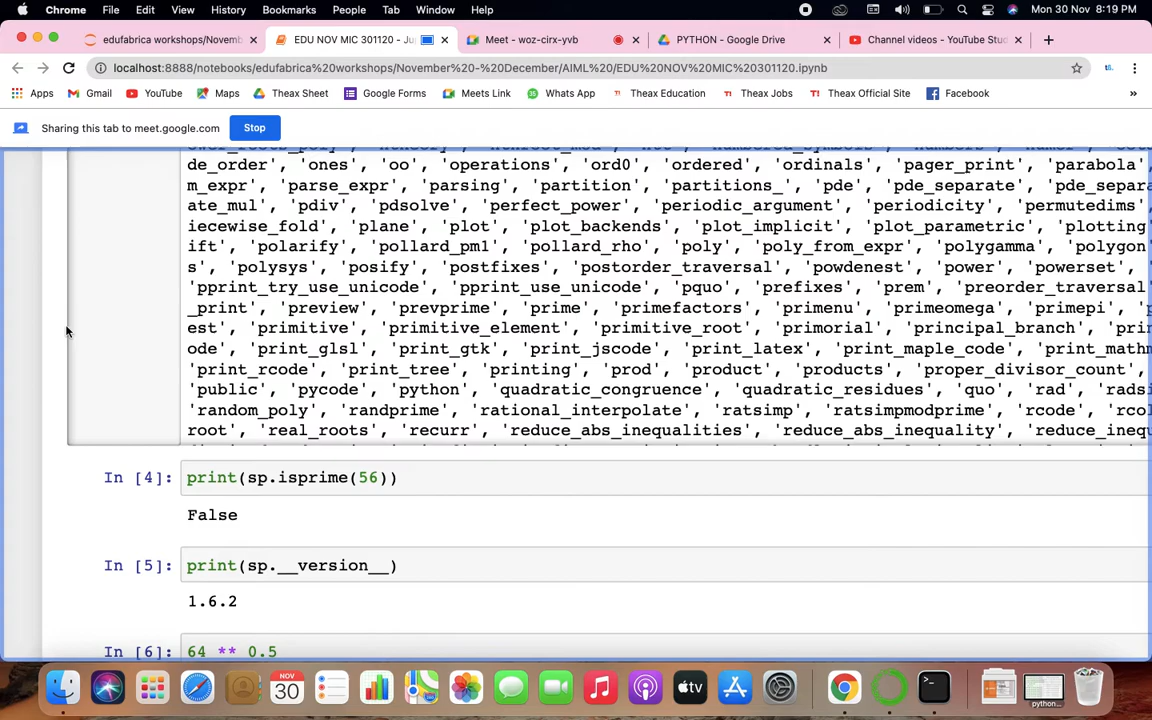 Chrome File Edit View History Bookmarks People Tab Window Help Mon 30 Nov 8:19 PM
edufabrica workshops/Novemb × EDU NOV MIC 301120 - Ju × Meet - woz-cirx-yvb × PYTHON - Google Drive × Channel videos - YouTube Stu × +
localhost:8888/notebooks/edufabrica%20workshops/November%20-%20December/AIML%20/EDU%20NOV%20MIC%20301120.ipynb
Apps Gmail YouTube Maps Theax Sheet Google Forms Meets Link Whats App Theax Education Theax Jobs Theax Official Site Facebook »
Sharing this tab to meet.google.com Stop
de_order', 'ones', 'oo', 'operations', 'ord0', 'ordered', 'ordinals', 'pager_print', 'parabola'
m_expr', 'parse_expr', 'parsing', 'partition', 'partitions_', 'pde', 'pde_separate', 'pde_separa
ate_mul', 'pdiv', 'pdsolve', 'perfect_power', 'periodic_argument', 'periodicity', 'permutedims',
iecewise_fold', 'plane', 'plot', 'plot_backends', 'plot_implicit', 'plot_parametric', 'plotting
ift', 'polarify', 'pollard_pm1', 'pollard_rho', 'poly', 'poly_from_expr', 'polygamma', 'polygon
s', 'polysys', 'posify', 'postfixes', 'postorder_traversal', 'powdenest', 'power', 'powerset',
'pprint_try_use_unicode', 'pprint_use_unicode', 'pquo', 'prefixes', 'prem', 'preorder_traversal
_print', 'preview', 'prevprime', 'prime', 'primefactors', 'primenu', 'primeomega', 'primepi', '
est', 'primitive', 'primitive_element', 'primitive_root', 'primorial', 'principal_branch', 'prin
ode', 'print_glsl', 'print_gtk', 'print_jscode', 'print_latex', 'print_maple_code', 'print_mathm
'print_rcode', 'print_tree', 'printing', 'prod', 'product', 'products', 'proper_divisor_count',
'public', 'pycode', 'python', 'quadratic_congruence', 'quadratic_residues', 'quo', 'rad', 'rads
'random_poly', 'randprime', 'rational_interpolate', 'ratsimp', 'ratsimpmodprime', 'rcode', 'rcol
root', 'real_roots', 'recurr', 'reduce_abs_inequalities', 'reduce_abs_inequality', 'reduce_ineq
In [4]: print(sp.isprime(56))
False
In [5]: print(sp.__version__)
1.6.2
In [6]: 64 ** 0.5
NOV
30
tv
python...